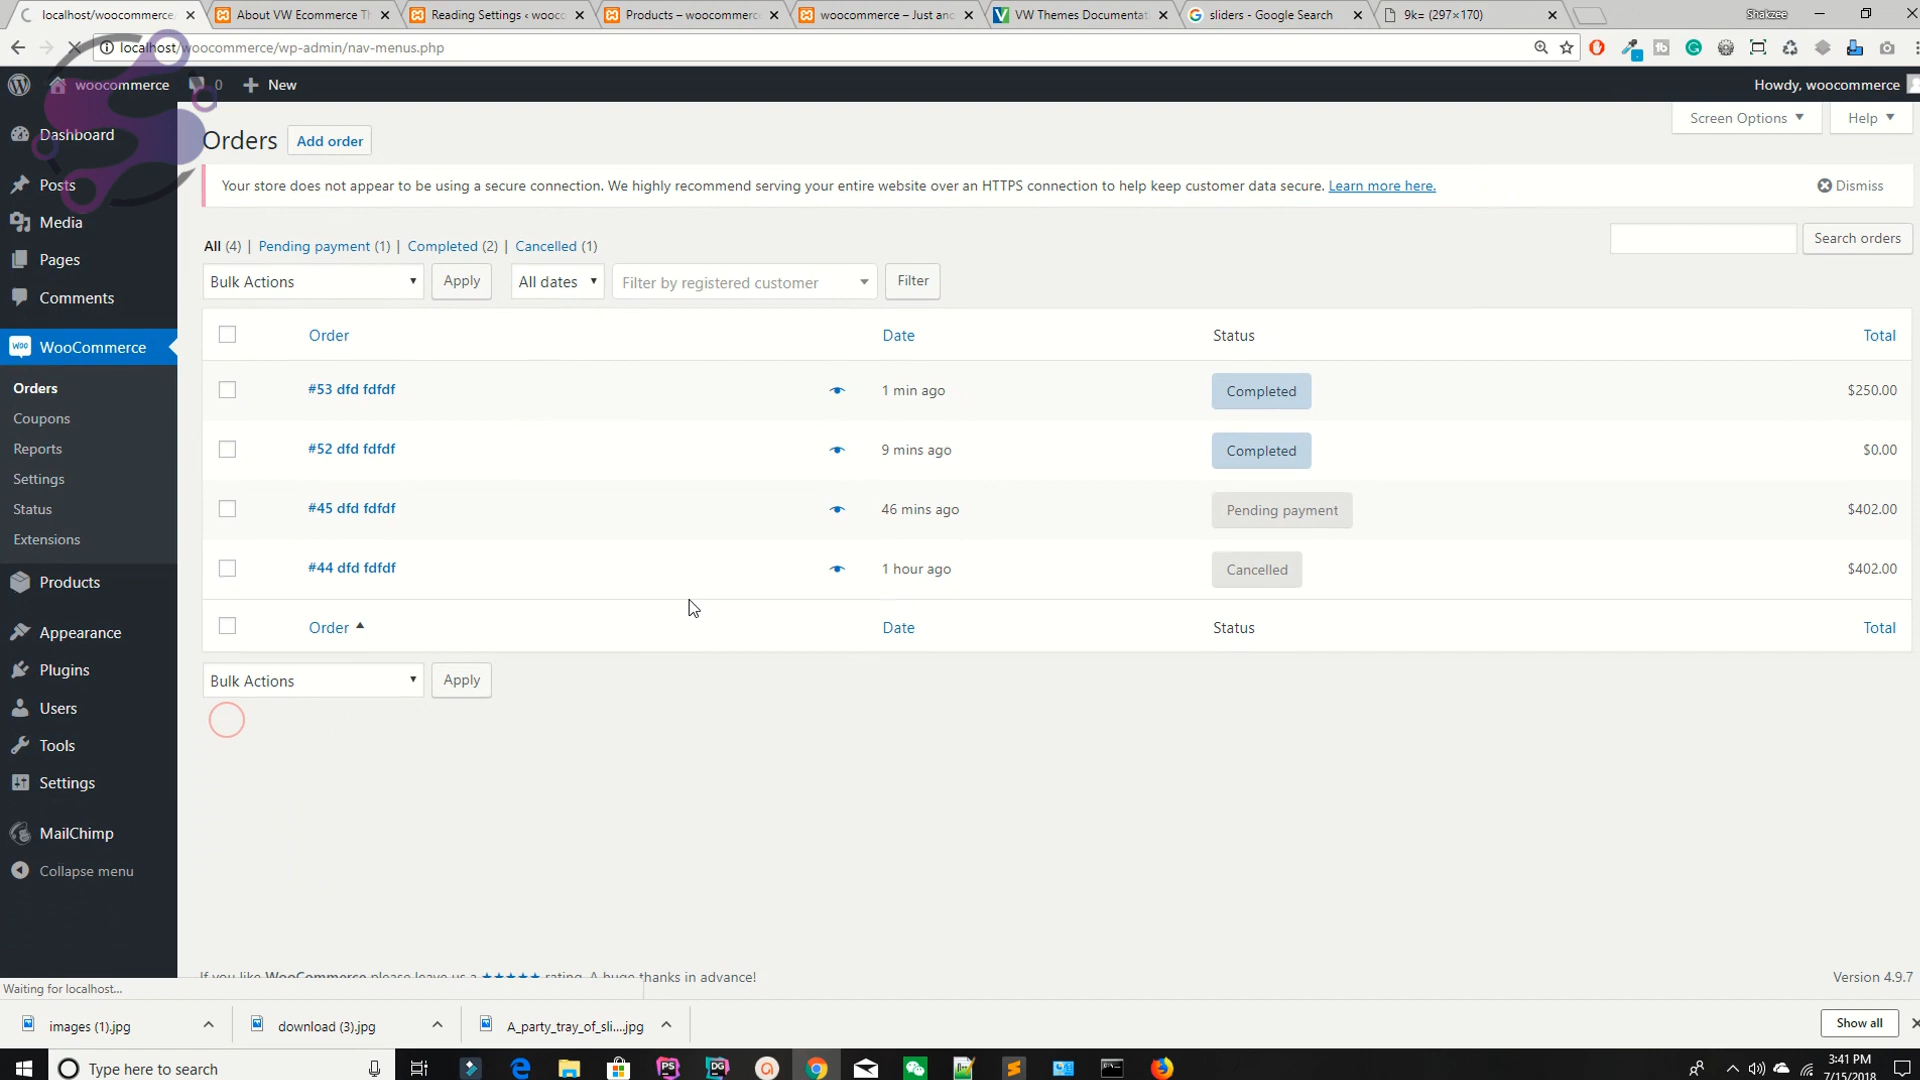 localhost/woocommerce/
About VW Ecommerce Th
Reading Settings ‹ wooco
Products – woocommerc
woocommerce – Just ano
VW Themes Documentat
sliders - Google Search
9k= (297×170)
Shakzee
localhost/woocommerce/wp-admin/nav-menus.php
woocommerce
0
New
Howdy, woocommerce
Dashboard
Posts
Media
Pages
Comments
WooCommerce
Orders
Coupons
Reports
Settings
Status
Extensions
Products
Appearance
Plugins
Users
Tools
Settings
MailChimp
Collapse menu
Screen Options
Help
Orders
Add order
Your store does not appear to be using a secure connection. We highly recommend serving your entire website over an HTTPS connection to help keep customer data secure. Learn more here.
Dismiss
All (4) | Pending payment (1) | Completed (2) | Cancelled (1)
Search orders
Bulk Actions
Apply
All dates
Filter by registered customer
Filter
Order Date Status Total
#53 dfd fdfdf 1 min ago Completed $250.00
#52 dfd fdfdf 9 mins ago Completed $0.00
#45 dfd fdfdf 46 mins ago Pending payment $402.00
#44 dfd fdfdf 1 hour ago Cancelled $402.00
Order Date Status Total
Bulk Actions
Apply
If you like WooCommerce please leave us a ★★★★★ rating. A huge thanks in advance!
Version 4.9.7
Waiting for localhost...
images (1).jpg
download (3).jpg
A_party_tray_of_sli....jpg
Show all
Type here to search
3:41 PM
7/15/2018